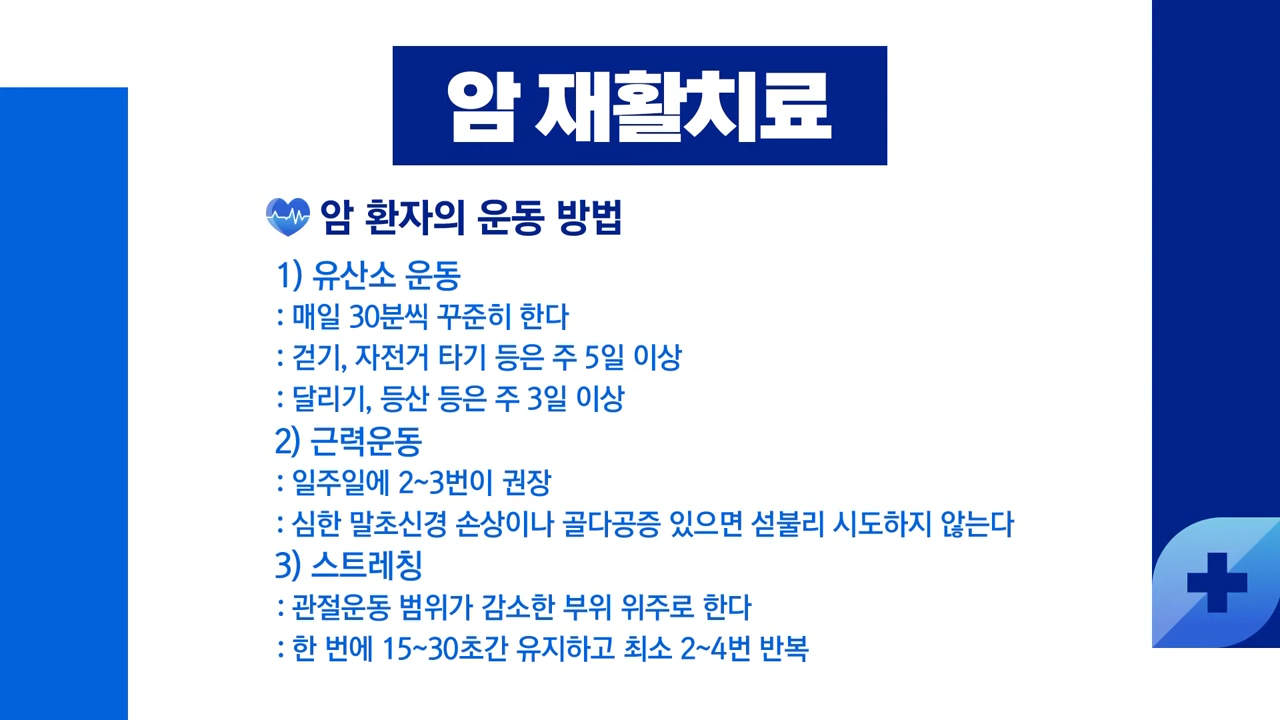 암 재활치료
암 환자의 운동 방법
1) 유산소 운동
: 매일 30분씩 꾸준히 한다
: 걷기, 자전거 타기 등은 주 5일 이상
: 달리기, 등산 등은 주 3일 이상
2) 근력운동
: 일주일에 2~3번이 권장
: 심한 말초신경 손상이나 골다공증 있으면 섣불리 시도하지 않는다
3) 스트레칭
: 관절운동 범위가 감소한 부위 위주로 한다
: 한 번에 15~30초간 유지하고 최소 2~4번 반복